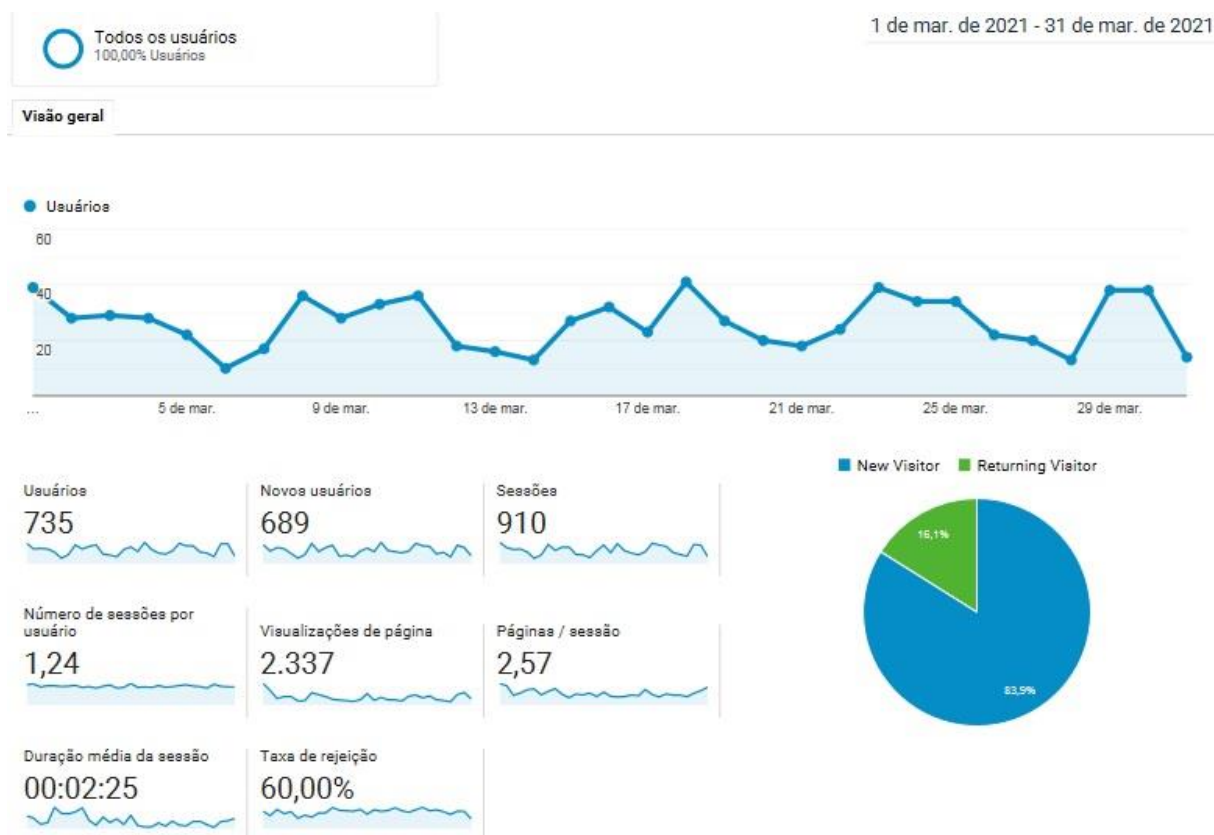 Todos os usuários
100,00% Usuários
1 de mar. de 2021 - 31 de mar. de 2021
Visão geral
Usuários
60
40
20
...
5 de mar.
9 de mar.
13 de mar.
17 de mar.
21 de mar.
25 de mar.
29 de mar.
New Visitor
Returning Visitor
Usuários
735
Novos usuários
689
Sessões
910
16,1%
83,9%
Número de sessões por
usuário
1,24
Visualizações de página
2.337
Páginas / sessão
2,57
Duração média da sessão
00:02:25
Taxa de rejeição
60,00%